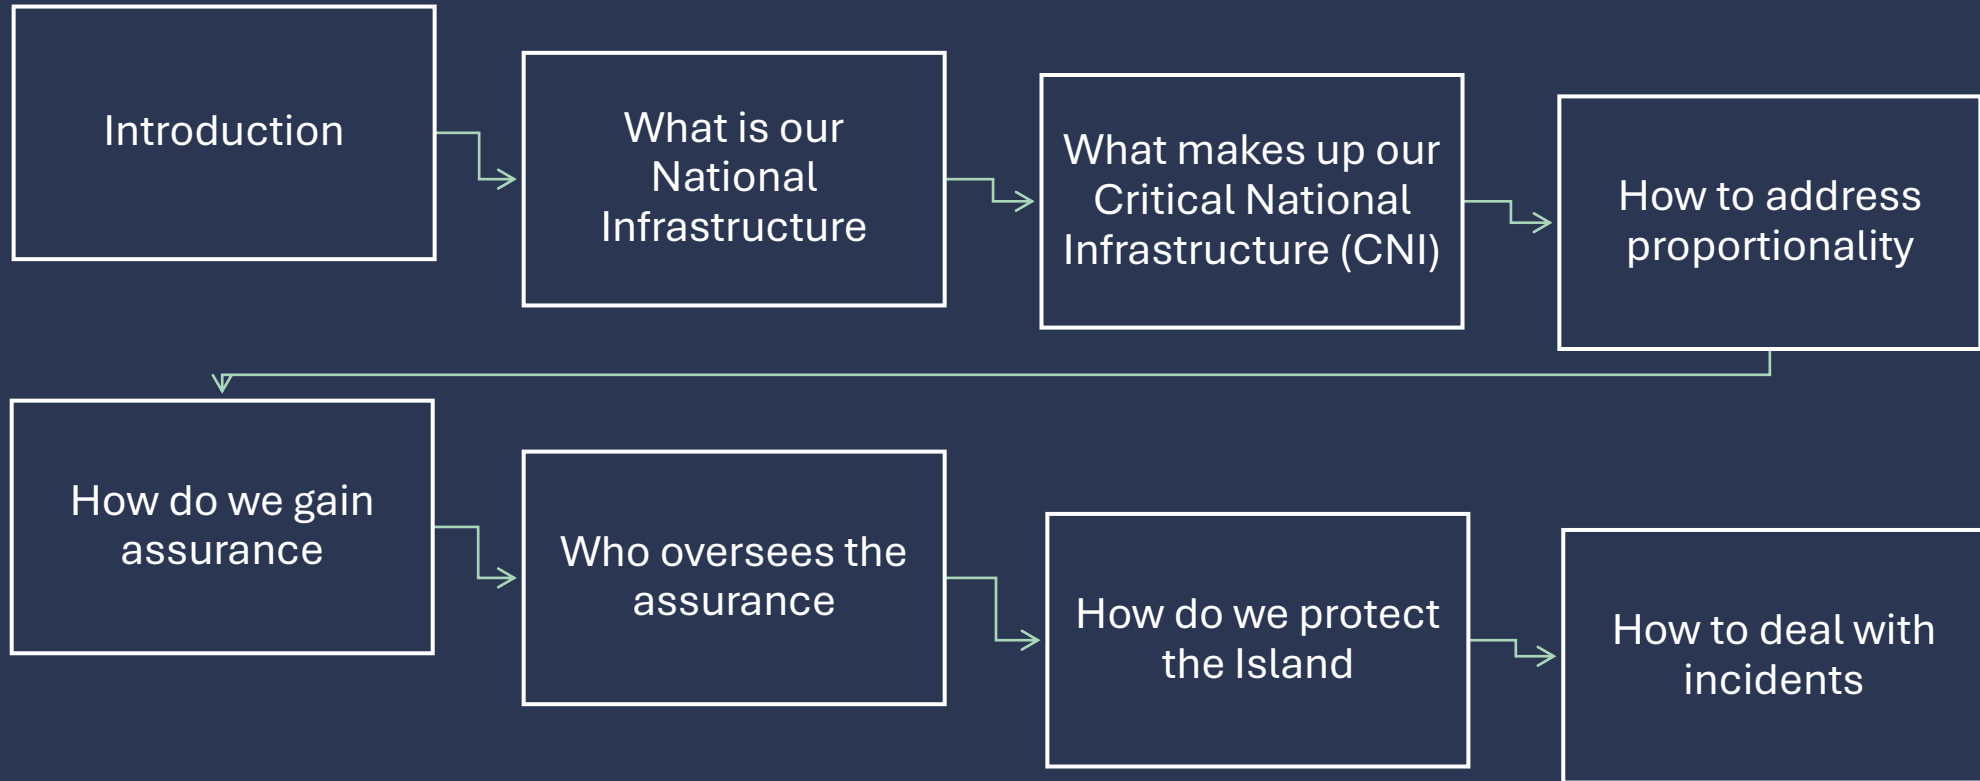 Introduction
What is our
National
Infrastructure
What makes up our
Critical National
Infrastructure (CNI)
How to address
proportionality
How do we gain
assurance
Who oversees the
assurance
How do we protect
the Island
How to deal with
incidents